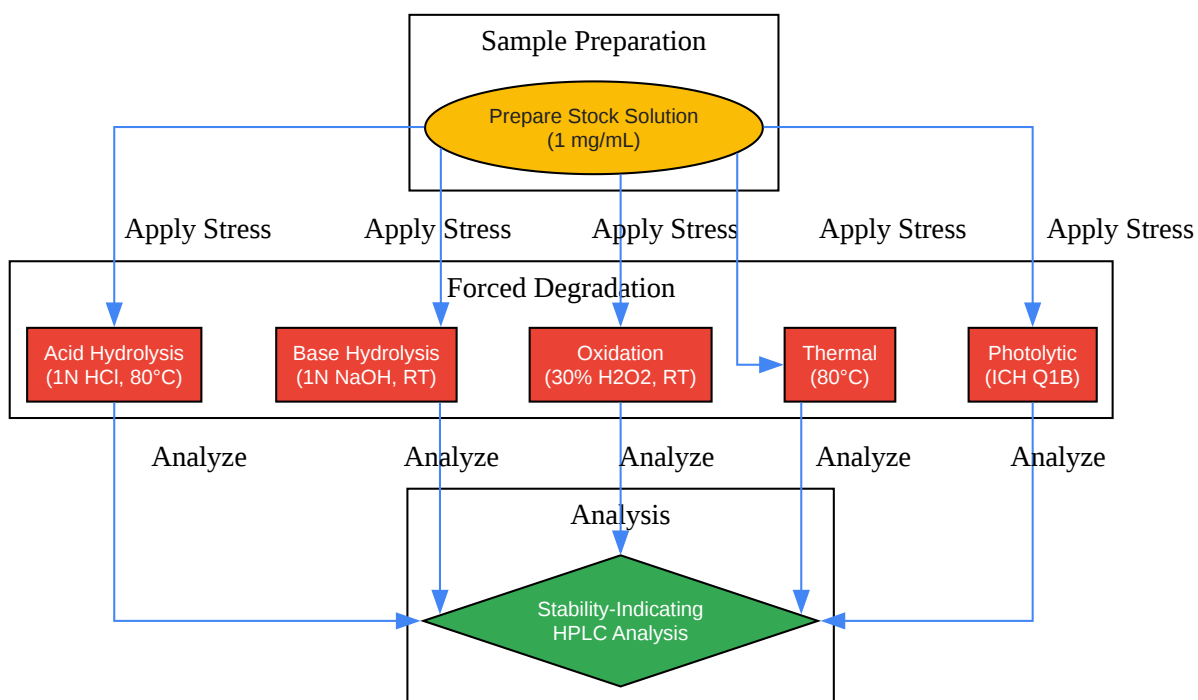 Sample Preparation
Prepare Stock Solution
(1 mg/mL)
Apply Stress
Apply Stress
Apply Stress
Apply Stress
Apply Stress
Forced Degradation
Acid Hydrolysis
(1N HCl, 80°C)
Base Hydrolysis
(1N NaOH, RT)
Oxidation
(30% H2O2, RT)
Thermal
(80°C)
Photolytic
(ICH Q1B)
Analyze
Analyze
Analyze
Analyze
Analyze
Analysis
Stability-Indicating
HPLC Analysis